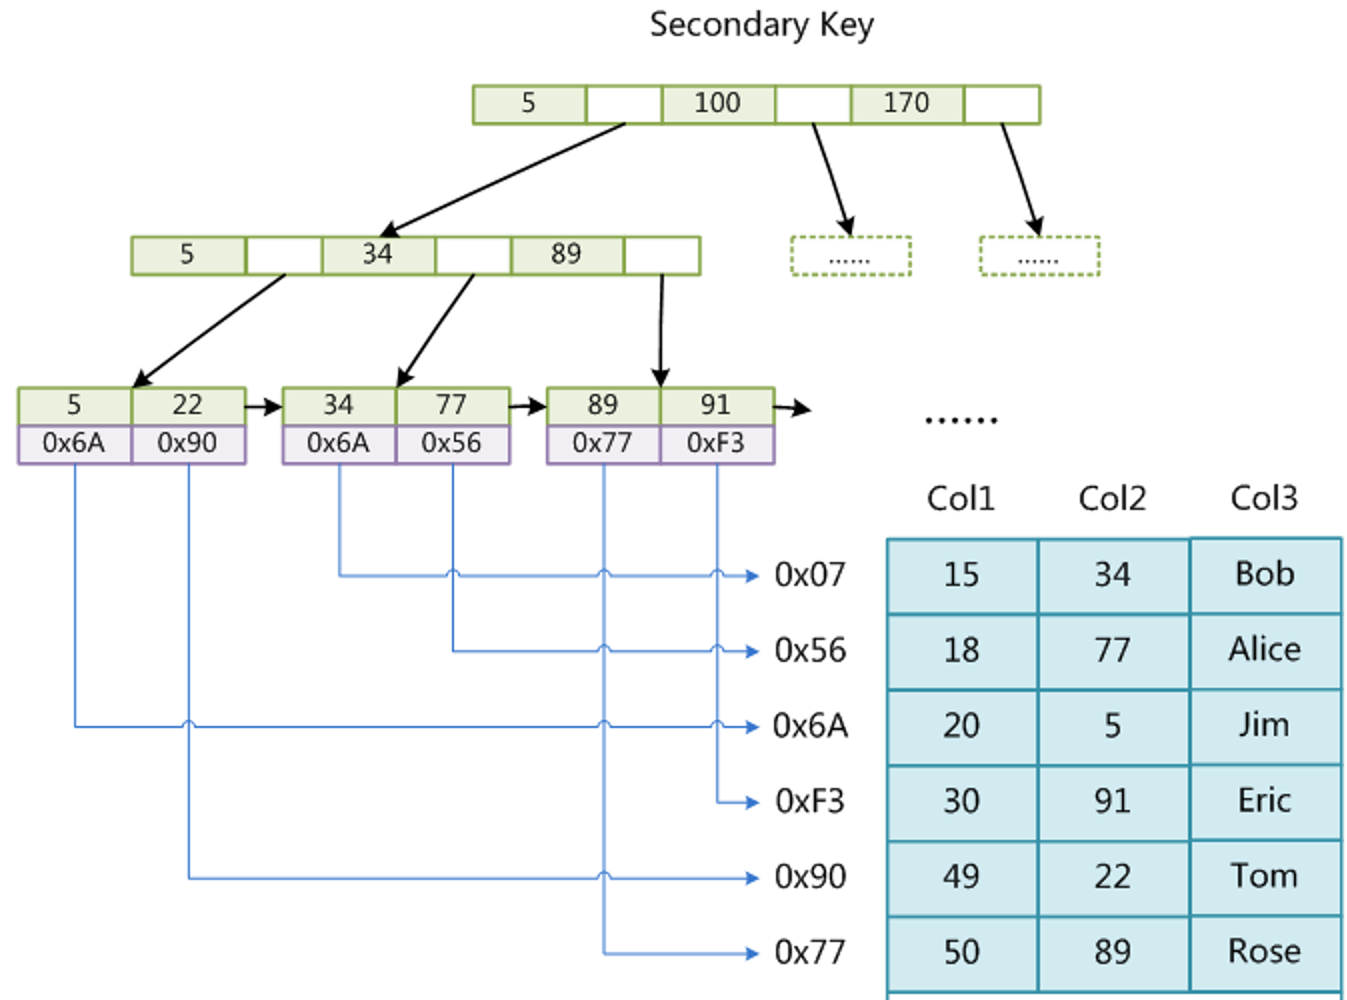 Secondary Key
5 100 170
5 34 89 ...... ......
5 22 34 77 89 91
0x6A 0x90 0x6A 0x56 0x77 0xF3
......
Col1 Col2 Col3
0x07 15 34 Bob
0x56 18 77 Alice
0x6A 20 5 Jim
0xF3 30 91 Eric
0x90 49 22 Tom
0x77 50 89 Rose